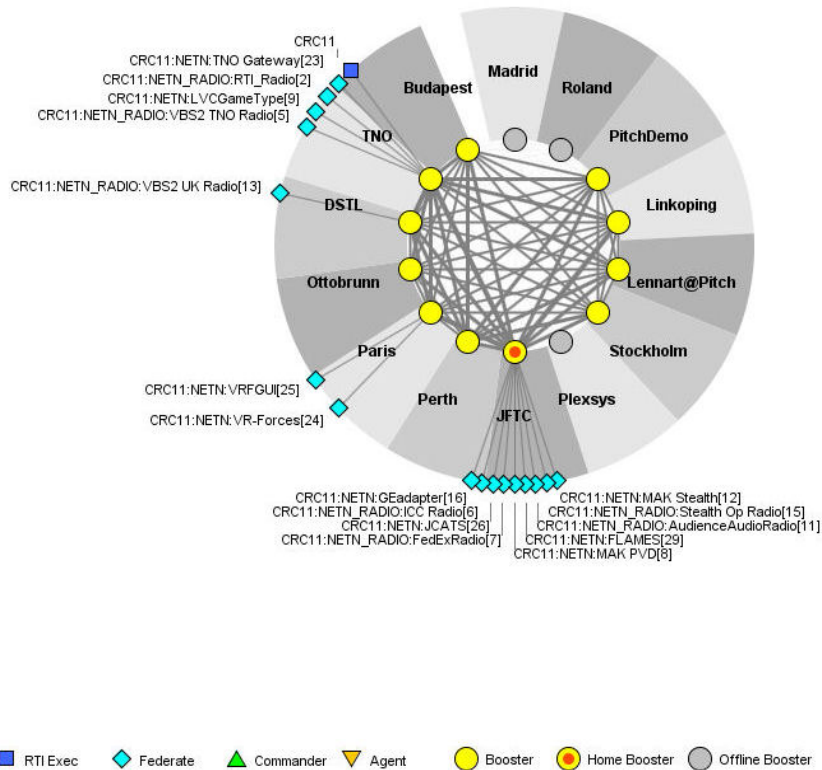 CRC11
CRC11:NETN:TNO Gateway[23]
CRC11:NETN_RADIO:RTI_Radio[2]
CRC11:NETN:LVCGameType[9]
CRC11:NETN_RADIO:VBS2 TNO Radio[5]
CRC11:NETN_RADIO:VBS2 UK Radio[13]
Budapest
Madrid
Roland
PitchDemo
TNO
DSTL
Linkoping
Ottobrunn
Lennart@Pitch
Paris
Stockholm
Perth
JFTC
Plexsys
CRC11:NETN:VRFGUI[25]
CRC11:NETN:VR-Forces[24]
CRC11:NETN:GEadapter[16]
CRC11:NETN:MAK Stealth[12]
CRC11:NETN_RADIO:ICC Radio[6]
CRC11:NETN_RADIO:Stealth Op Radio[15]
CRC11:NETN:JCATS[26]
CRC11:NETN_RADIO:AudienceAudioRadio[11]
CRC11:NETN_RADIO:FedExRadio[7]
CRC11:NETN:FLAMES[29]
CRC11:NETN:MAK PVD[8]
RTI Exec
Federate
Commander
Agent
Booster
Home Booster
Offline Booster